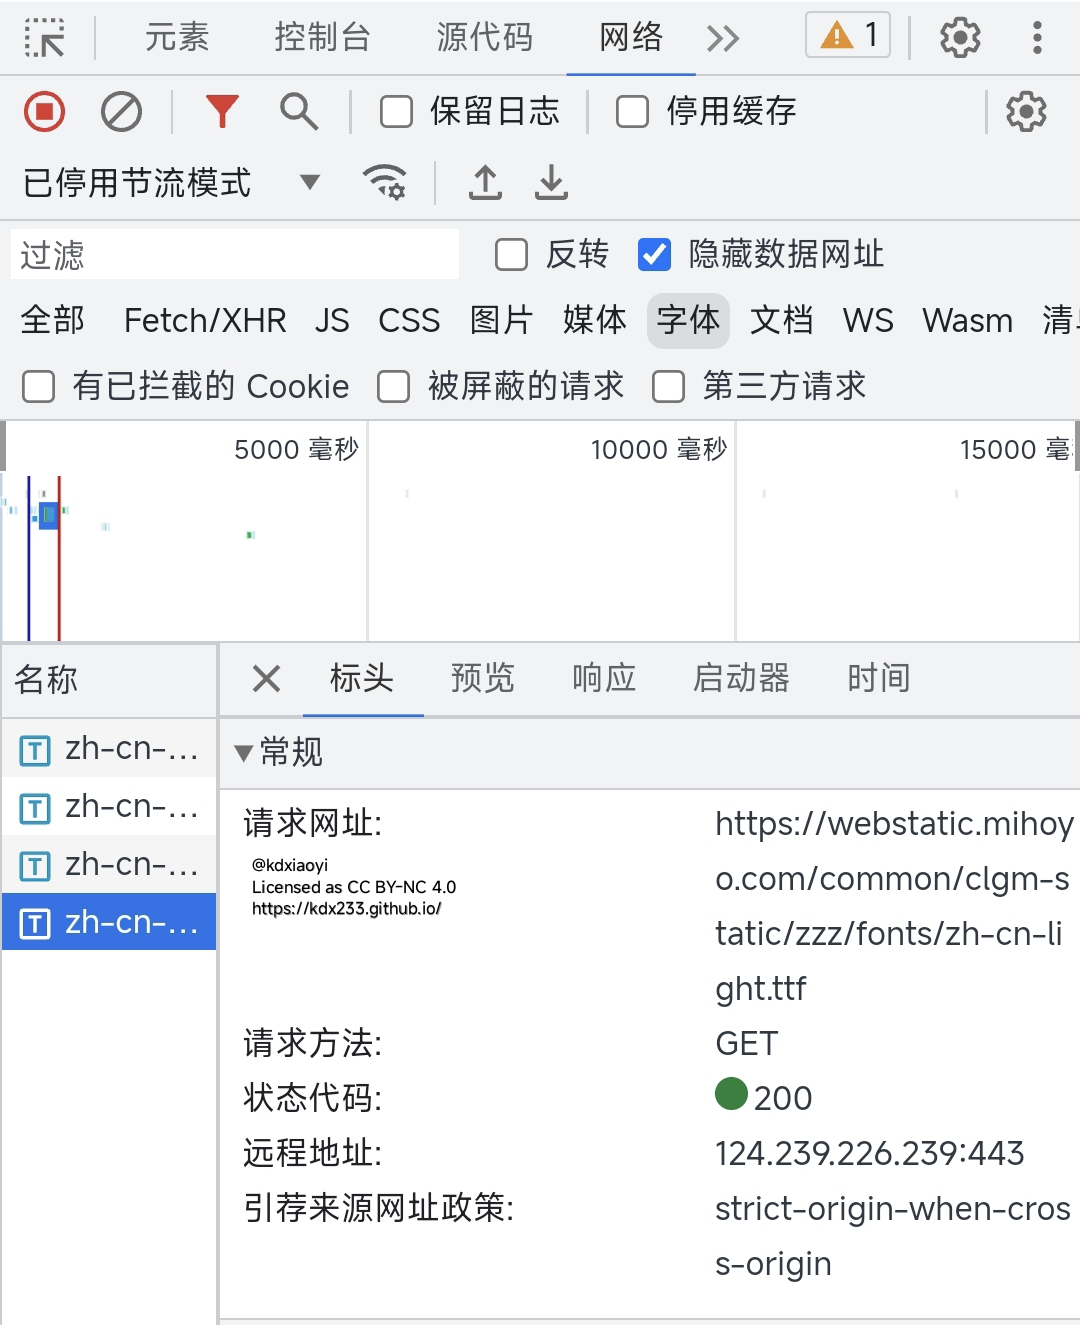 元素 控制台 源代码 网络 1
保留日志 停用缓存
已停用节流模式
过滤 反转 隐藏数据网址
全部 Fetch/XHR JS CSS 图片 媒体 字体 文档 WS Wasm 清单
有已拦截的 Cookie 被屏蔽的请求 第三方请求
5000 毫秒 10000 毫秒 15000 毫
名称 标头 预览 响应 启动器 时间
zh-cn-...
zh-cn-...
zh-cn-...
zh-cn-...
常规
请求网址:
@kdxiaoyi
Licensed as CC BY-NC 4.0
https://kdx233.github.io/
https://webstatic.mihoy
o.com/common/clgm-s
tatic/zzz/fonts/zh-cn-li
ght.ttf
请求方法: GET
状态代码: 200
远程地址: 124.239.226.239:443
引荐来源网址政策: strict-origin-when-cros
s-origin